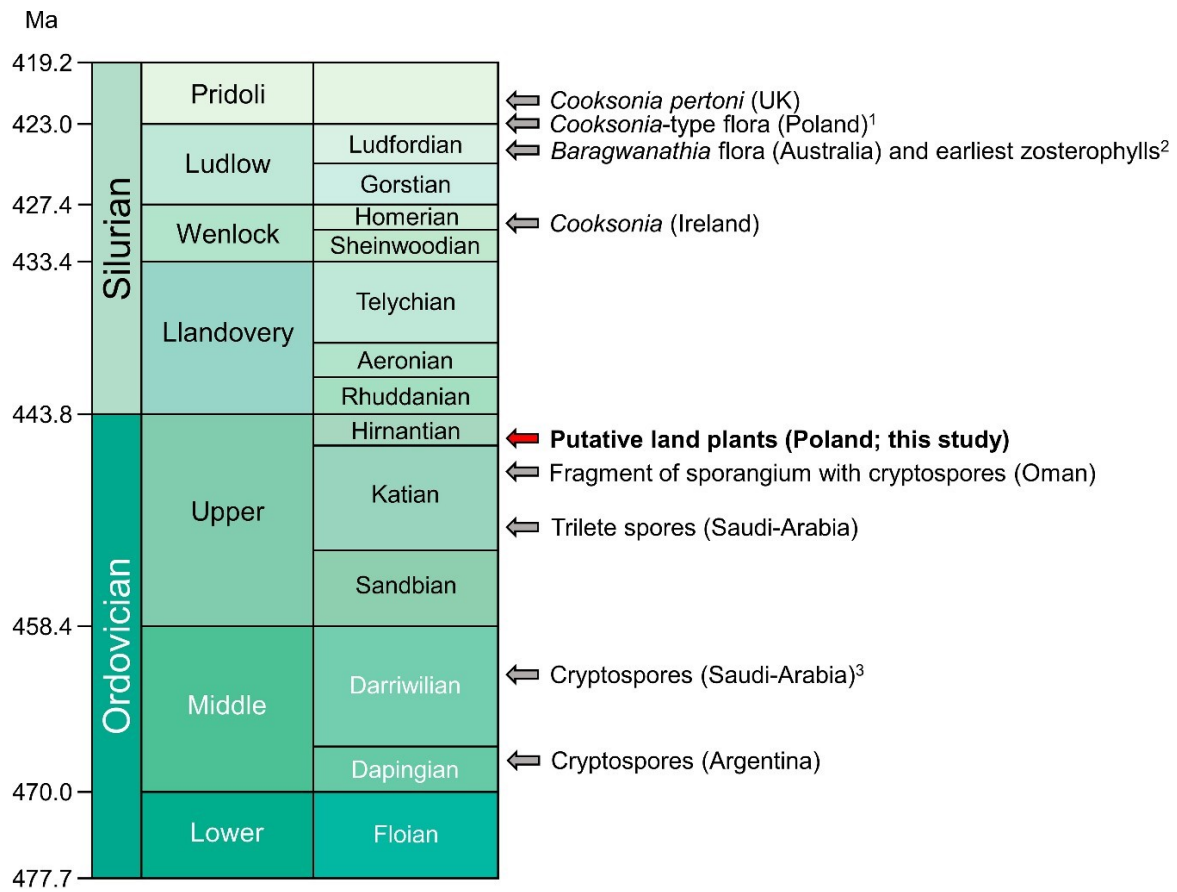 Ma
419.2
Pridoli
Cooksonia pertoni (UK)
423.0
Cooksonia-type flora (Poland)¹
Ludlow
Ludfordian
Baragwanathia flora (Australia) and earliest zosterophylls²
Gorstian
427.4
Wenlock
Homerian
Cooksonia (Ireland)
Sheinwoodian
433.4
Silurian
Llandovery
Telychian
Aeronian
Rhuddanian
443.8
Hirnantian
Putative land plants (Poland; this study)
Upper
Katian
Fragment of sporangium with cryptospores (Oman)
Trilete spores (Saudi-Arabia)
Sandbian
458.4
Ordovician
Middle
Darriwilian
Cryptospores (Saudi-Arabia)³
Dapingian
Cryptospores (Argentina)
470.0
Lower
Floian
477.7